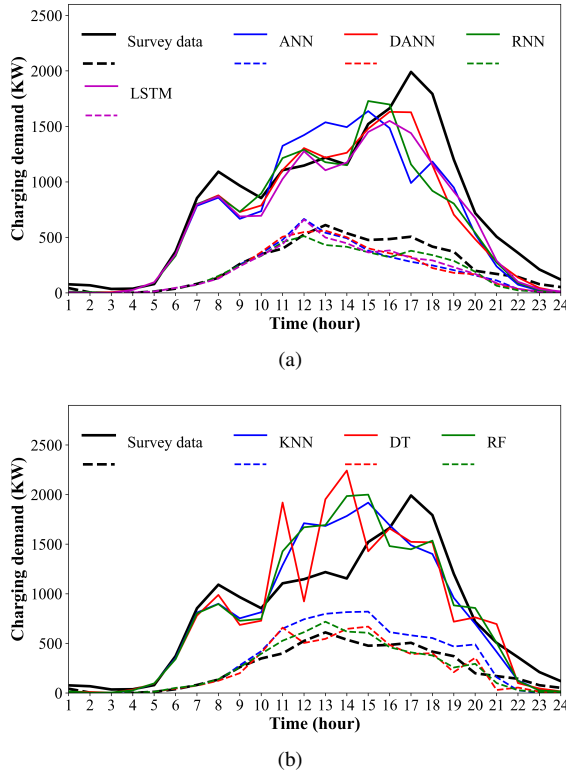 2500
2000
1500
1000
500
0
Charging demand (KW)
Survey data ANN DANN RNN
LSTM
1 2 3 4 5 6 7 8 9 10 11 12 13 14 15 16 17 18 19 20 21 22 23 24
Time (hour)
(a)
2500
2000
1500
1000
500
0
Charging demand (KW)
Survey data KNN DT RF
1 2 3 4 5 6 7 8 9 10 11 12 13 14 15 16 17 18 19 20 21 22 23 24
Time (hour)
(b)